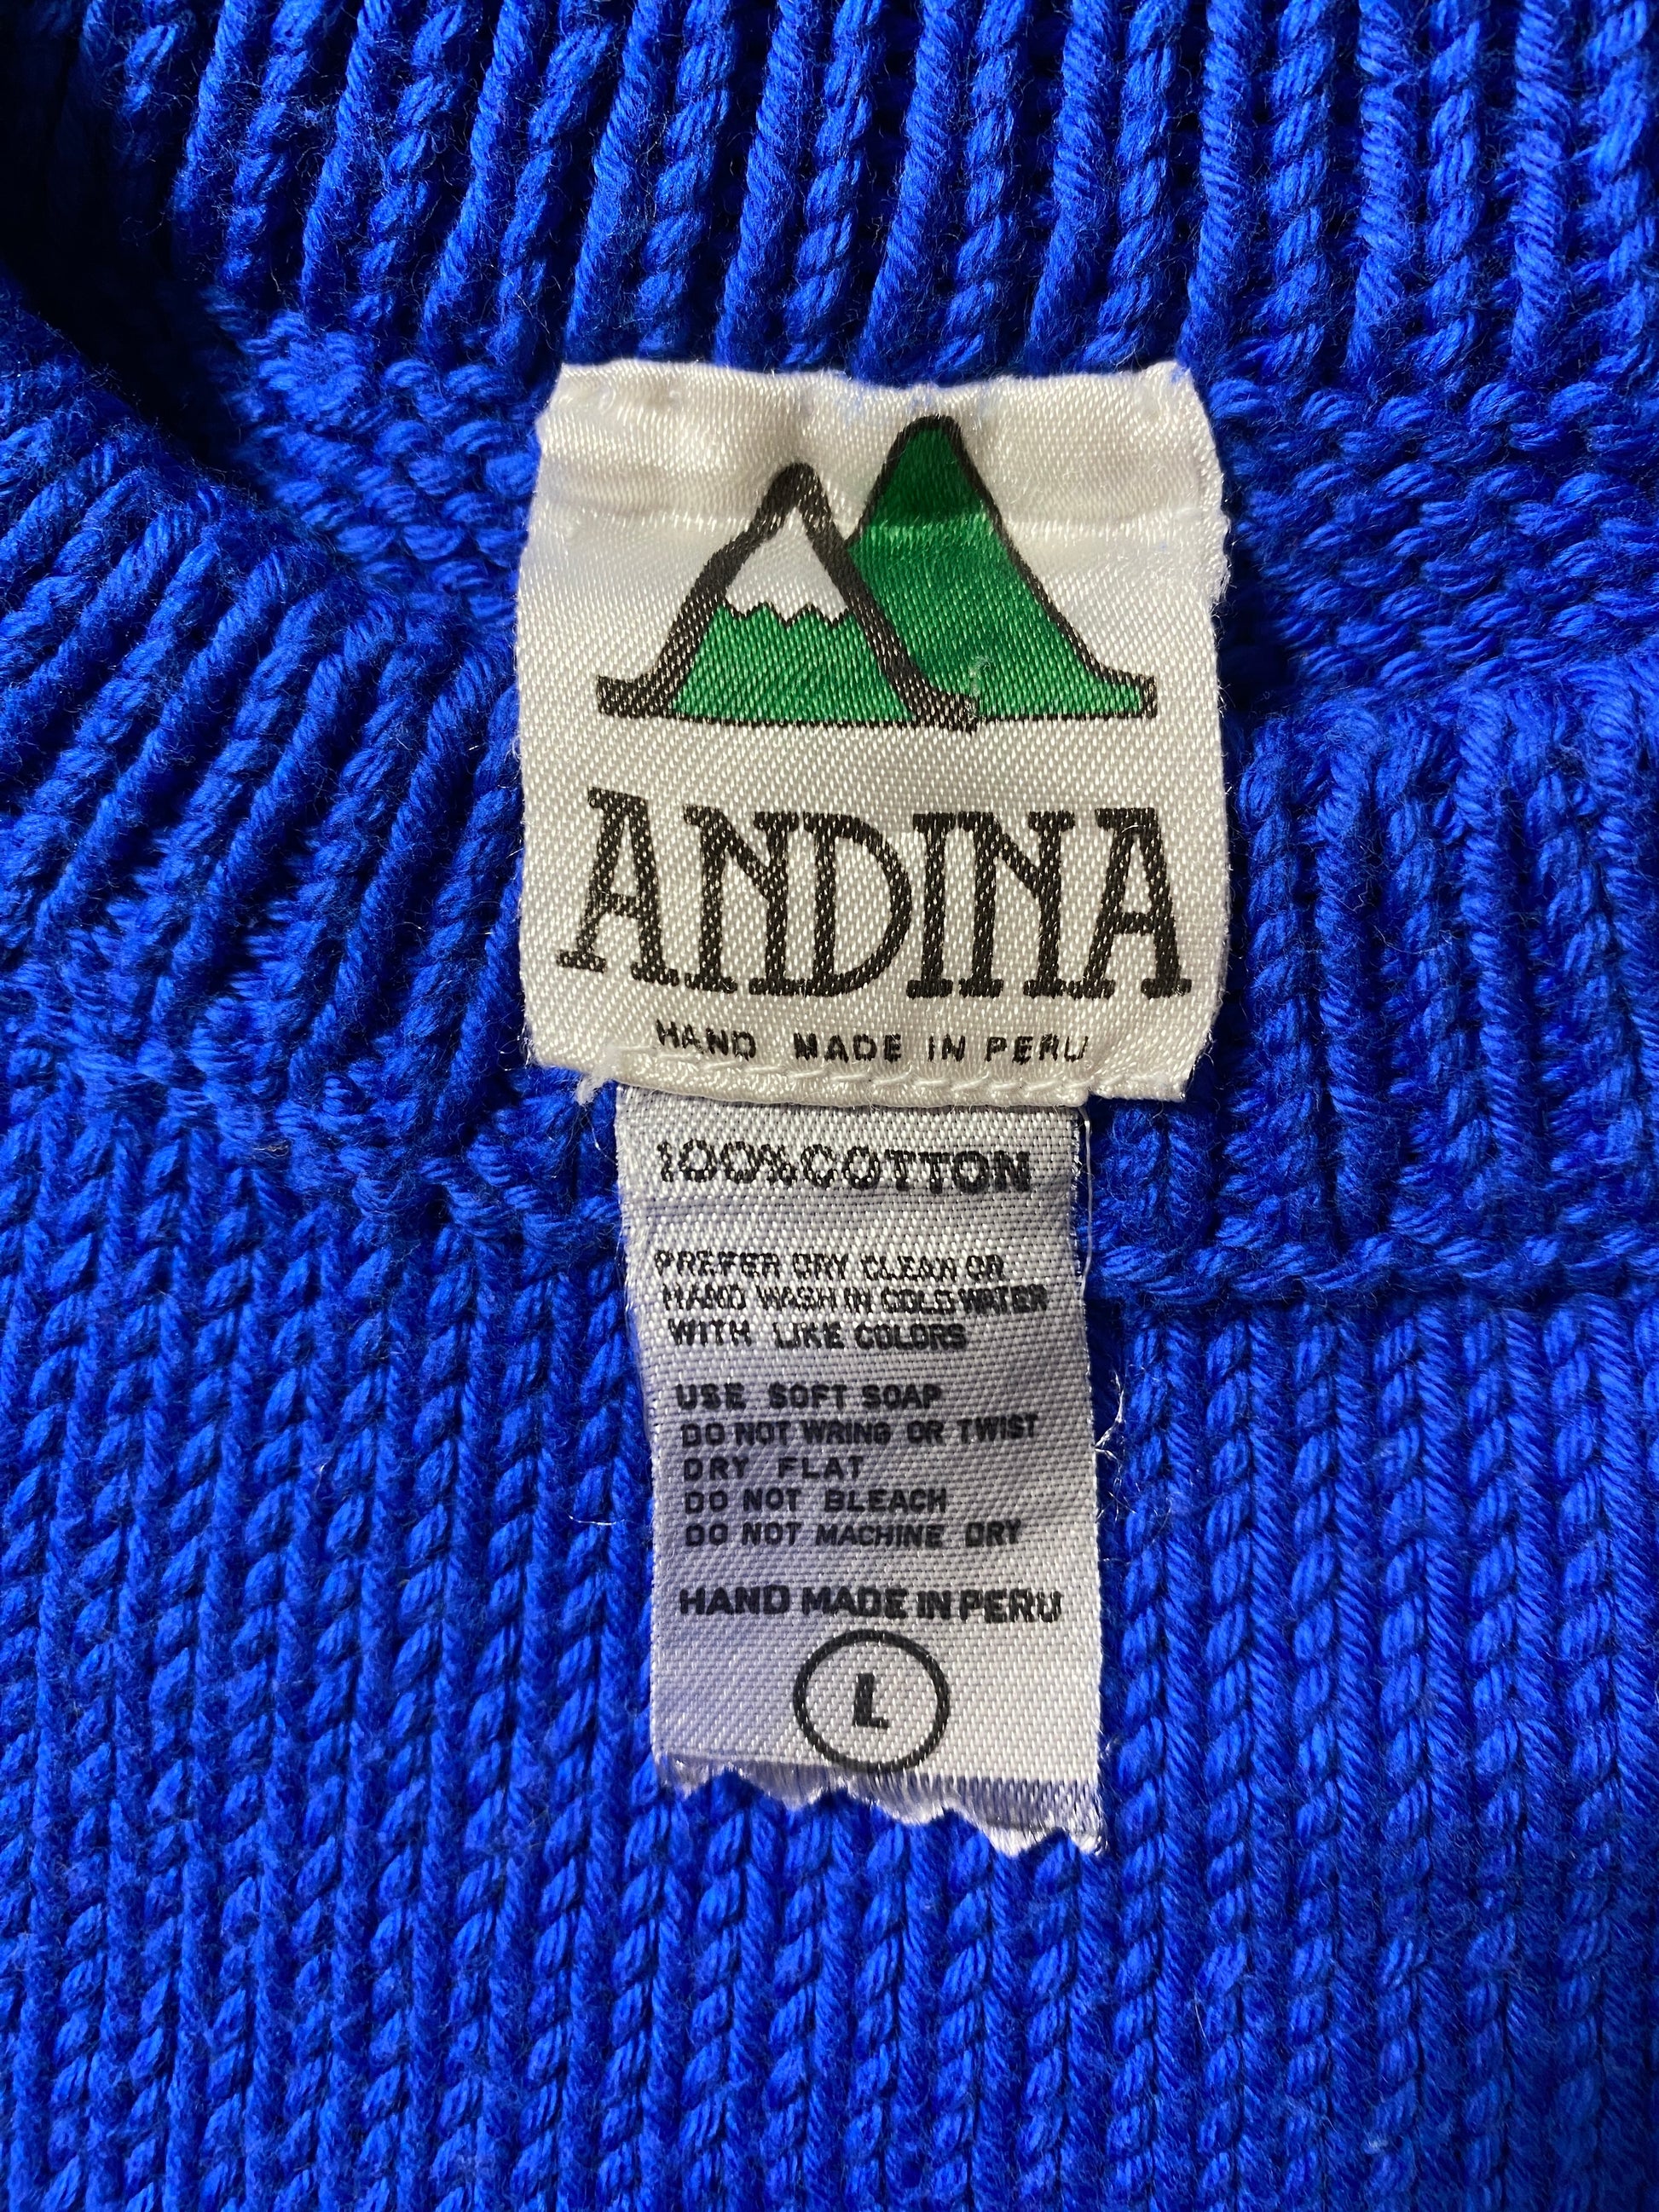 ANDINA
HAND MADE IN PERU
100% COTTON
PREFER DRY CLEAN OR
HAND WASH IN COLD WATER
WITH LIKE COLORS
USE SOFT SOAP
DO NOT WRING OR TWIST
DRY FLAT
DO NOT BLEACH
DO NOT MACHINE DRY
HAND MADE IN PERU
L